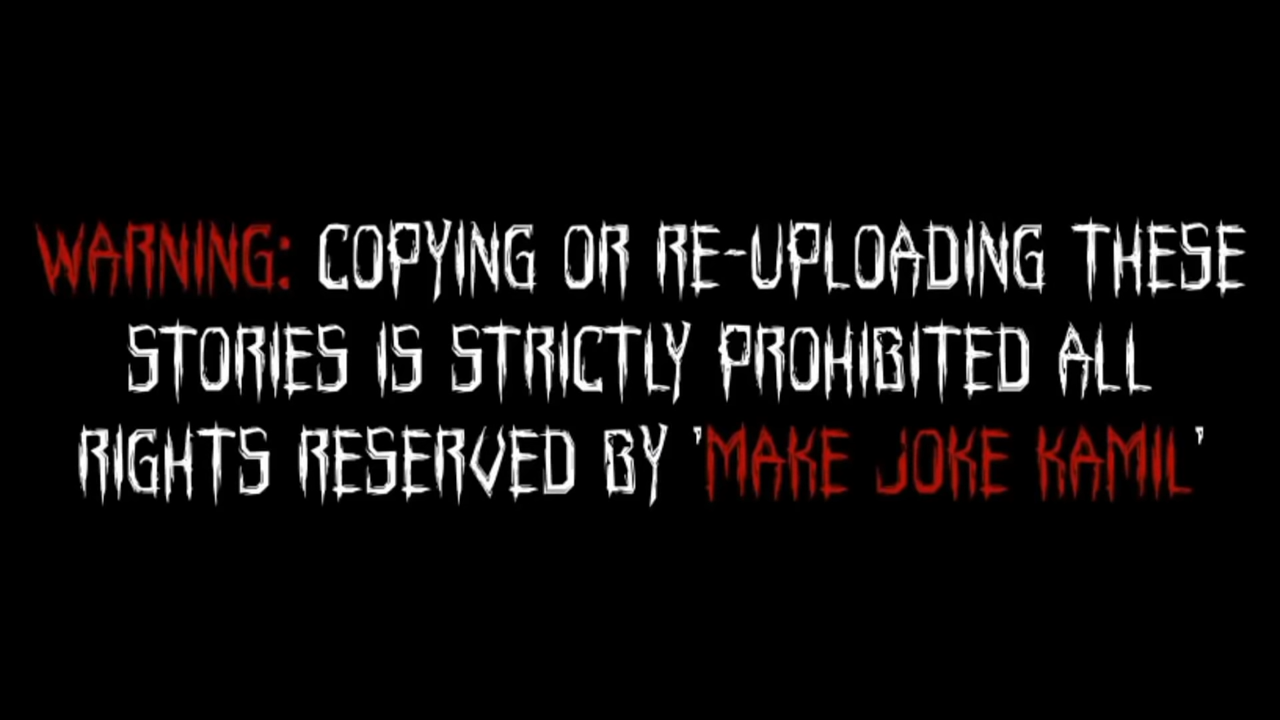 WARNING: COPYING OR RE-UPLOADING THESE
STORIES IS STRICTLY PROHIBITED ALL
RIGHTS RESERVED BY 'MAKE JOKE KAMIL'